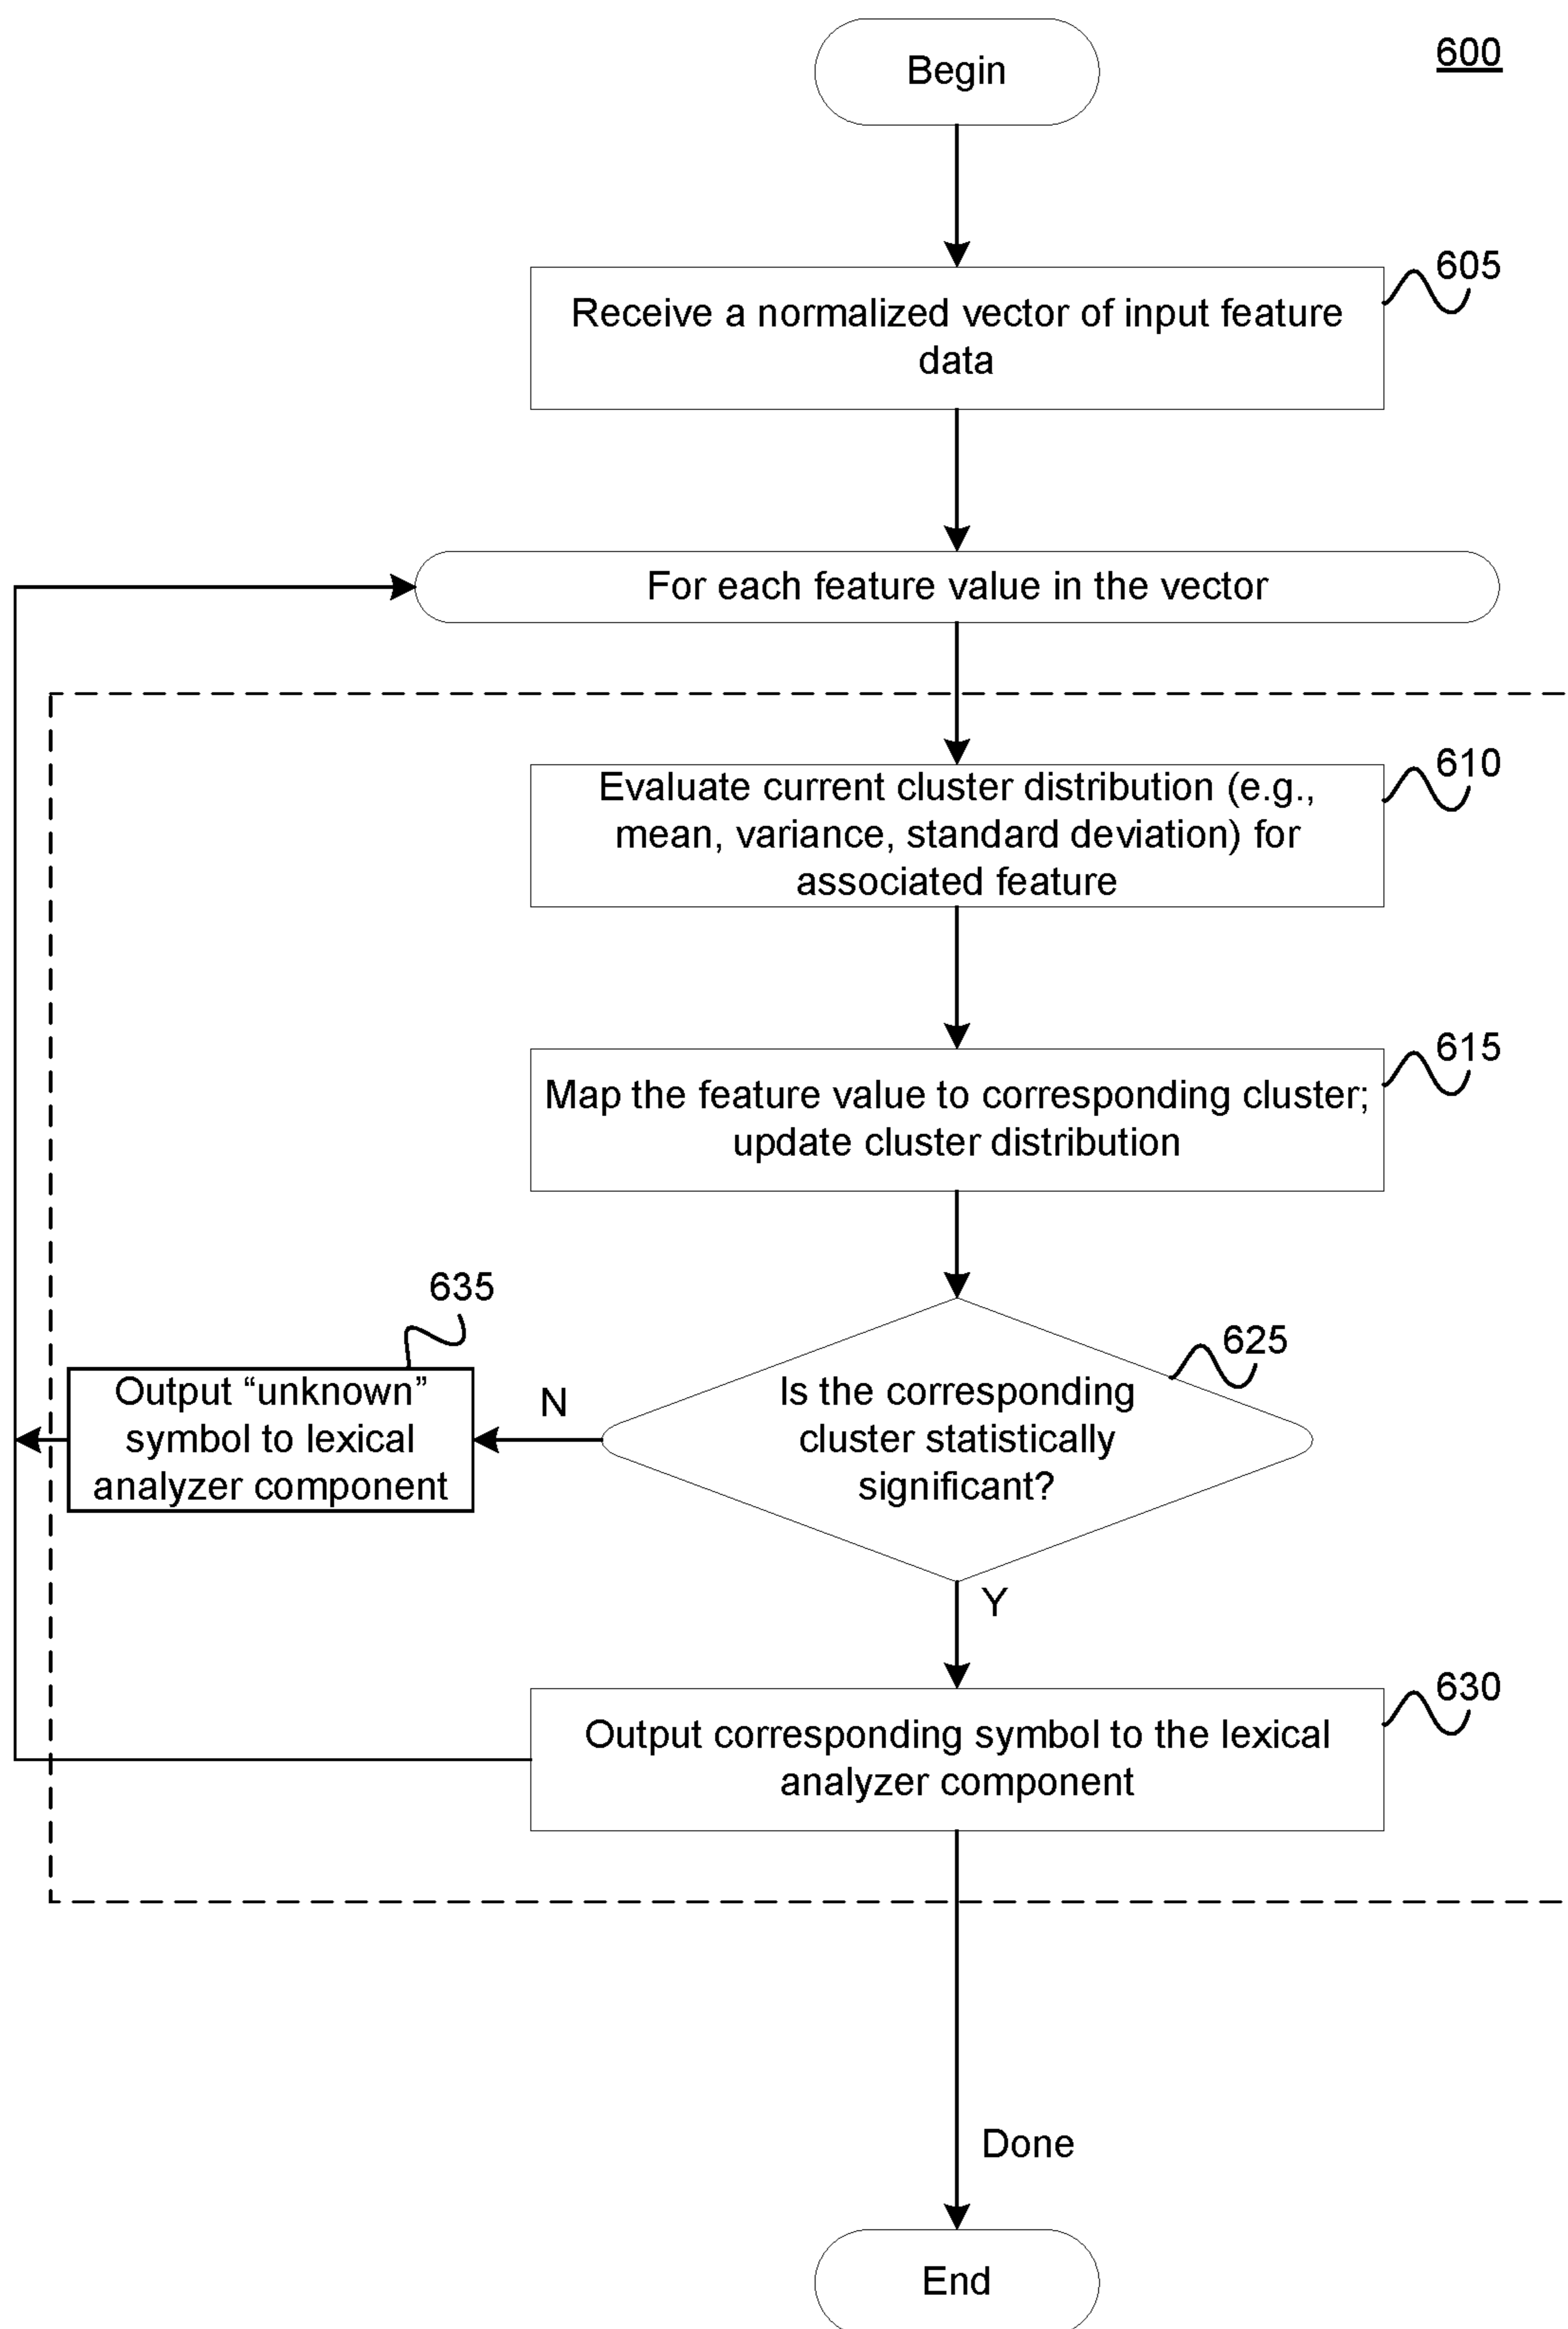 Begin
600
605
Receive a normalized vector of input feature
data
For each feature value in the vector
610
Evaluate current cluster distribution (e.g.,
mean, variance, standard deviation) for
associated feature
615
Map the feature value to corresponding cluster;
update cluster distribution
635
625
Output “unknown”
symbol to lexical
analyzer component
N
Is the corresponding
cluster statistically
significant?
Y
630
Output corresponding symbol to the lexical
analyzer component
Done
End